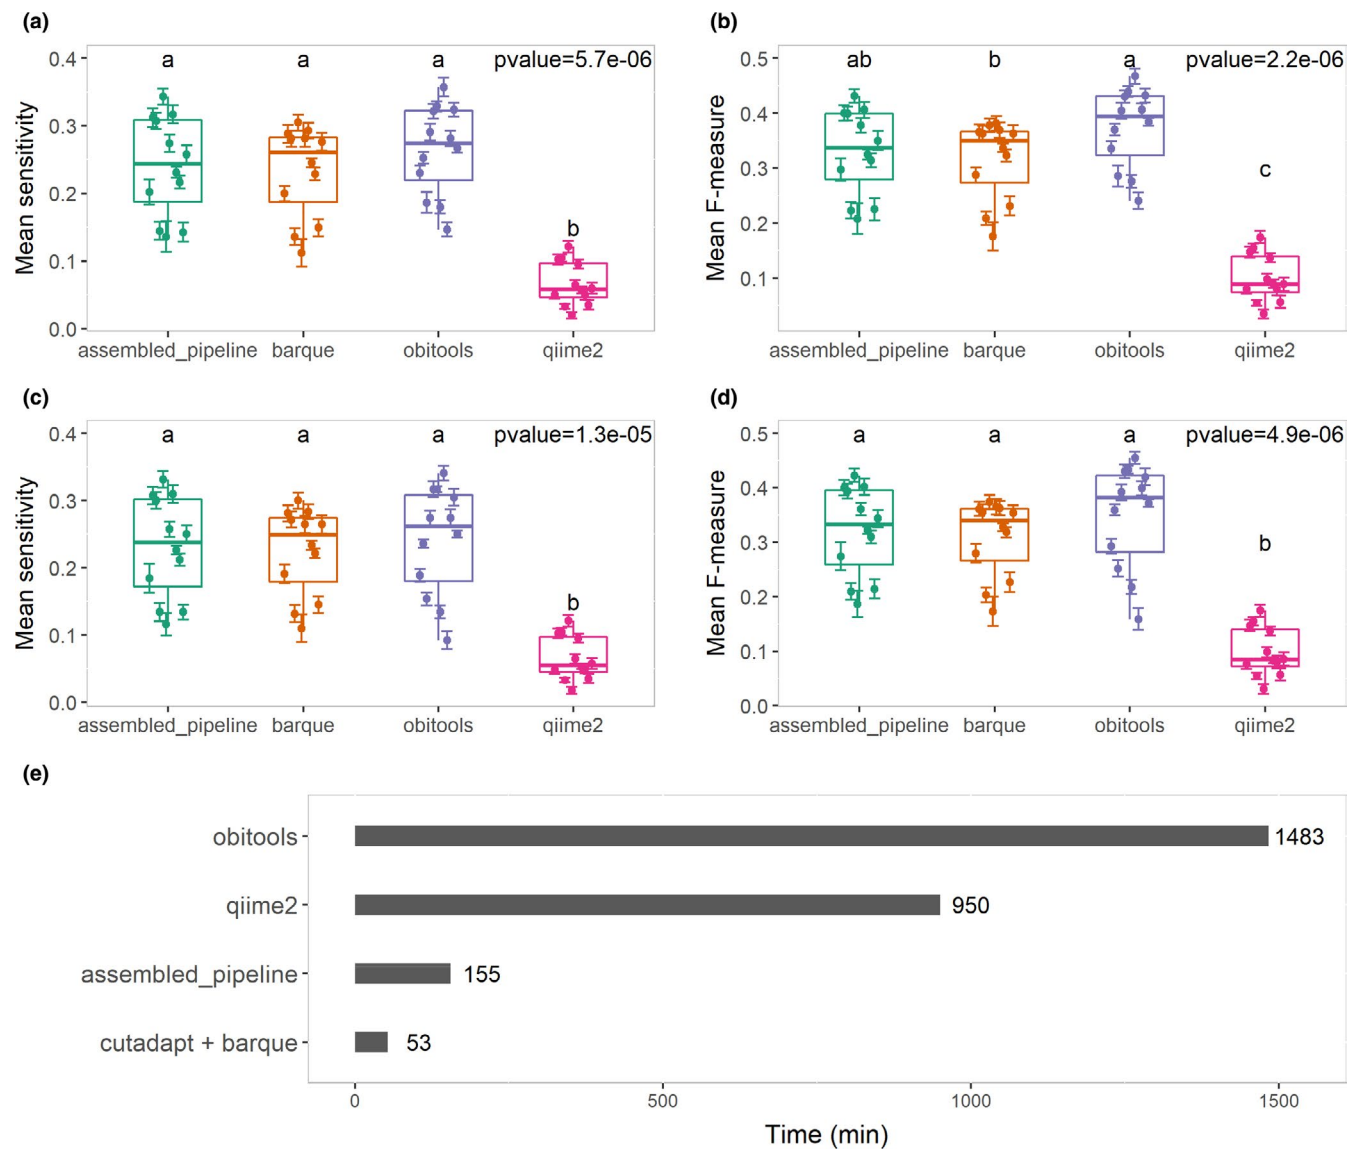 (a)
a a a pvalue=5.7e-06
0.4
0.3
0.2
0.1
0.0
b
Mean sensitivity
assembled_pipeline barque obitools qiime2
(b)
ab b a pvalue=2.2e-06
0.5
0.4
0.3
0.2
0.1
c
Mean F-measure
assembled_pipeline barque obitools qiime2
(c)
a a a pvalue=1.3e-05
0.4
0.3
0.2
0.1
0.0
b
Mean sensitivity
assembled_pipeline barque obitools qiime2
(d)
a a a pvalue=4.9e-06
0.5
0.4
0.3
0.2
0.1
0.0
b
Mean F-measure
assembled_pipeline barque obitools qiime2
(e)
obitools 1483
qiime2 950
assembled_pipeline 155
cutadapt + barque 53
0 500 1000 1500
Time (min)